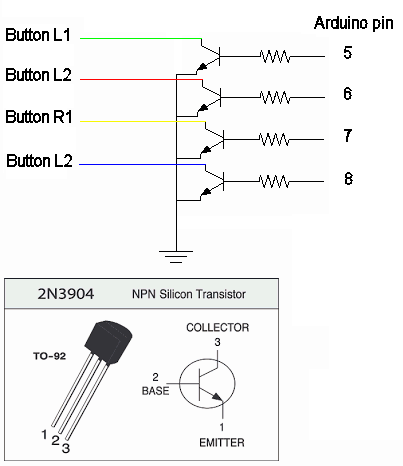 Arduino pin
Button L1 5
Button L2 6
Button R1 7
Button L2 8
2N3904 NPN Silicon Transistor
TO-92
1 2 3
COLLECTOR
3
2
BASE
1
EMITTER